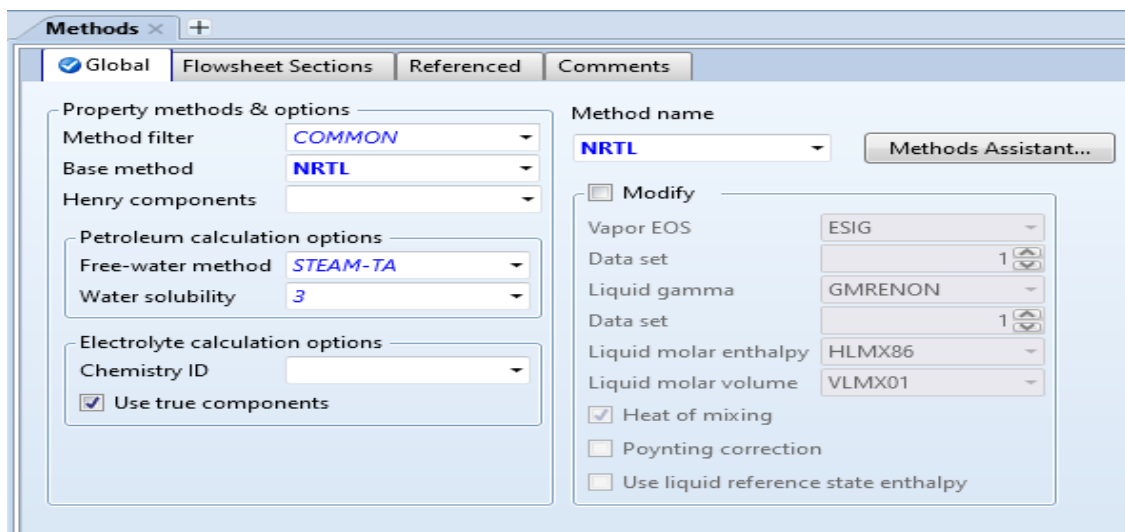 Methods
Global Flowsheet Sections Referenced Comments
Property methods & options
Method filter COMMON
Base method NRTL
Henry components
Petroleum calculation options
Free-water method STEAM-TA
Water solubility 3
Electrolyte calculation options
Chemistry ID
Use true components
Method name
NRTL Methods Assistant...
Modify
Vapor EOS ESIG
Data set 1
Liquid gamma GMRENON
Data set 1
Liquid molar enthalpy HLMX86
Liquid molar volume VLMX01
Heat of mixing
Poynting correction
Use liquid reference state enthalpy